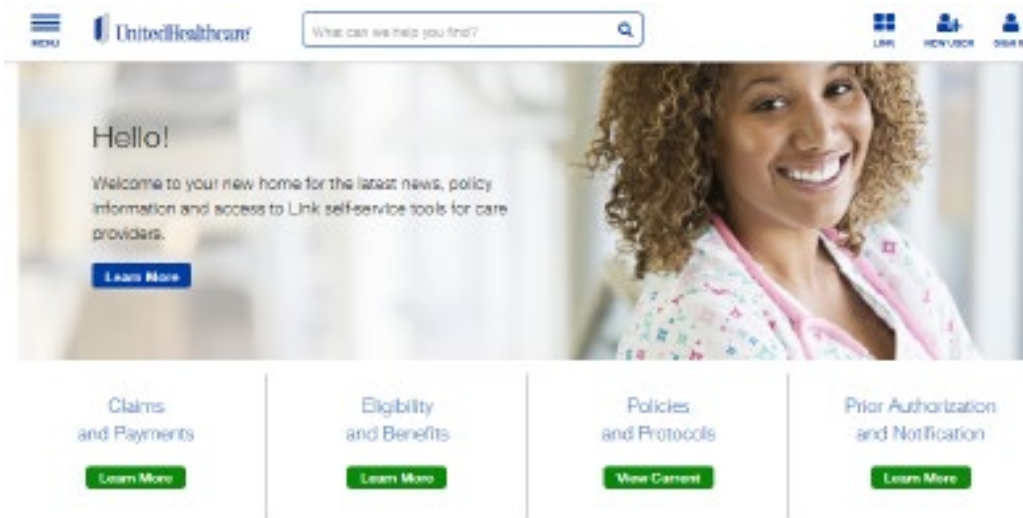 MENU
UnitedHealthcare
What can we help you find?
LINK
NEW USER
SIGN
Hello!
Welcome to your new home for the latest news, policy
information and access to Link self-service tools for care
providers.
Learn More
Claims
and Payments
Learn More
Eligibility
and Benefits
Learn More
Policies
and Protocols
View Current
Prior Authorization
and Notification
Learn More